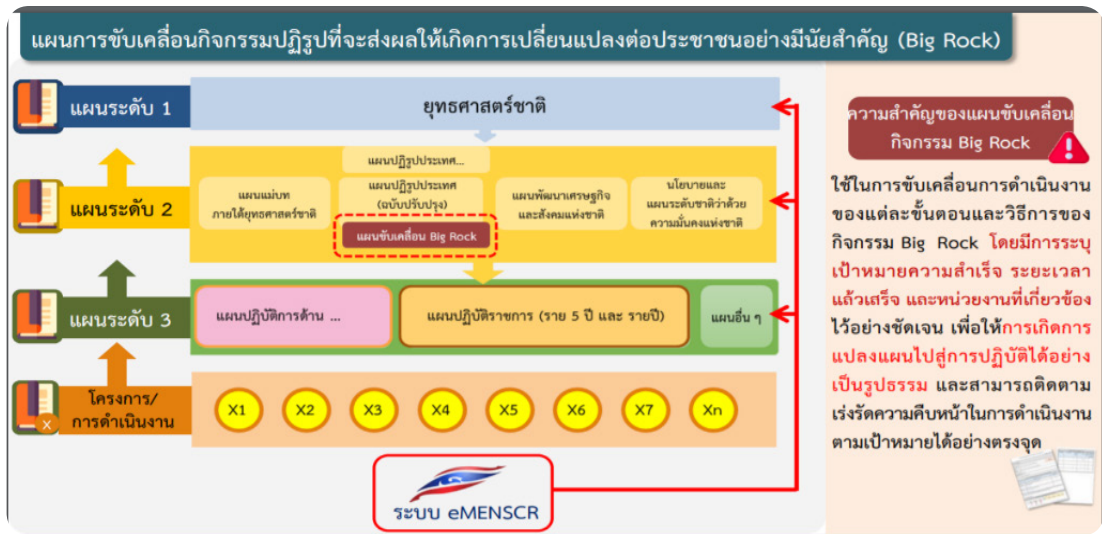 แผนการขับเคลื่อนกิจกรรมปฏิรูปที่จะส่งผลให้เกิดการเปลี่ยนแปลงต่อประชาชนอย่างมีนัยสำคัญ (Big Rock)
แผนระดับ 1
ยุทธศาสตร์ชาติ
แผนระดับ 2
แผนแม่บท
ภายใต้ยุทธศาสตร์ชาติ
แผนปฏิรูปประเทศ...
แผนปฏิรูปประเทศ
(ฉบับปรับปรุง)
แผนขับเคลื่อน Big Rock
แผนพัฒนาเศรษฐกิจ
และสังคมแห่งชาติ
นโยบายและ
แผนระดับชาติว่าด้วย
ความมั่นคงแห่งชาติ
แผนระดับ 3
แผนปฏิบัติการด้าน ...
แผนปฏิบัติราชการ (ราย 5 ปี และ รายปี)
แผนอื่น ๆ
โครงการ/
การดำเนินงาน
X
X1
X2
X3
X4
X5
X6
X7
Xn
ระบบ eMENSCR
ความสำคัญของแผนขับเคลื่อน
กิจกรรม Big Rock
ใช้ในการขับเคลื่อนการดำเนินงาน
ของแต่ละขั้นตอนและวิธีการของ
กิจกรรม Big Rock โดยมีการระบุ
เป้าหมายความสำเร็จ ระยะเวลา
แล้วเสร็จ และหน่วยงานที่เกี่ยวข้อง
ไว้อย่างชัดเจน เพื่อให้การเกิดการ
แปลงแผนไปสู่การปฏิบัติได้อย่าง
เป็นรูปธรรม และสามารถติดตาม
เร่งรัดความคืบหน้าในการดำเนินงาน
ตามเป้าหมายได้อย่างตรงจุด